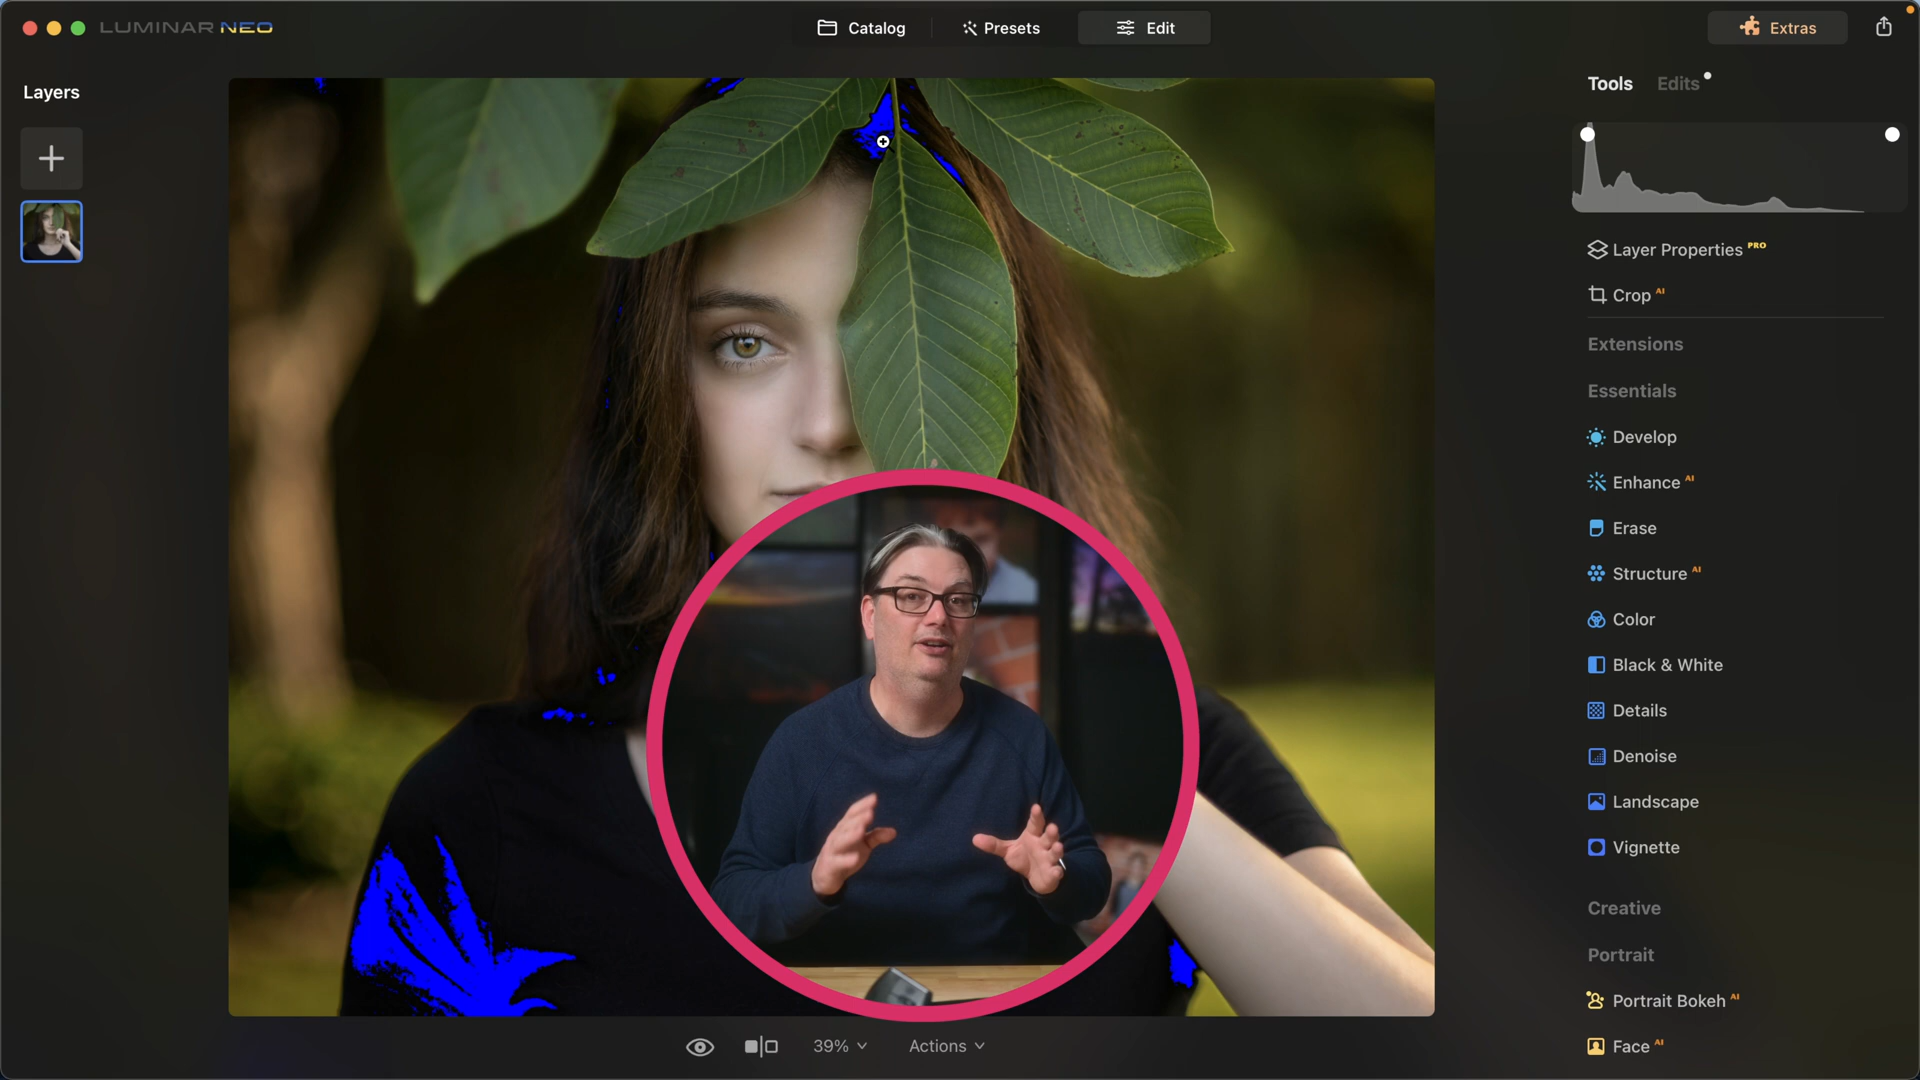 LUMINAR NEO
Catalog
Presets
Edit
Extras
Layers
Tools
Edits
Layer Properties PRO
Crop AI
Extensions
Essentials
Develop
Enhance AI
Erase
Structure AI
Color
Black & White
Details
Denoise
Landscape
Vignette
Creative
Portrait
Portrait Bokeh AI
Face AI
39%
Actions